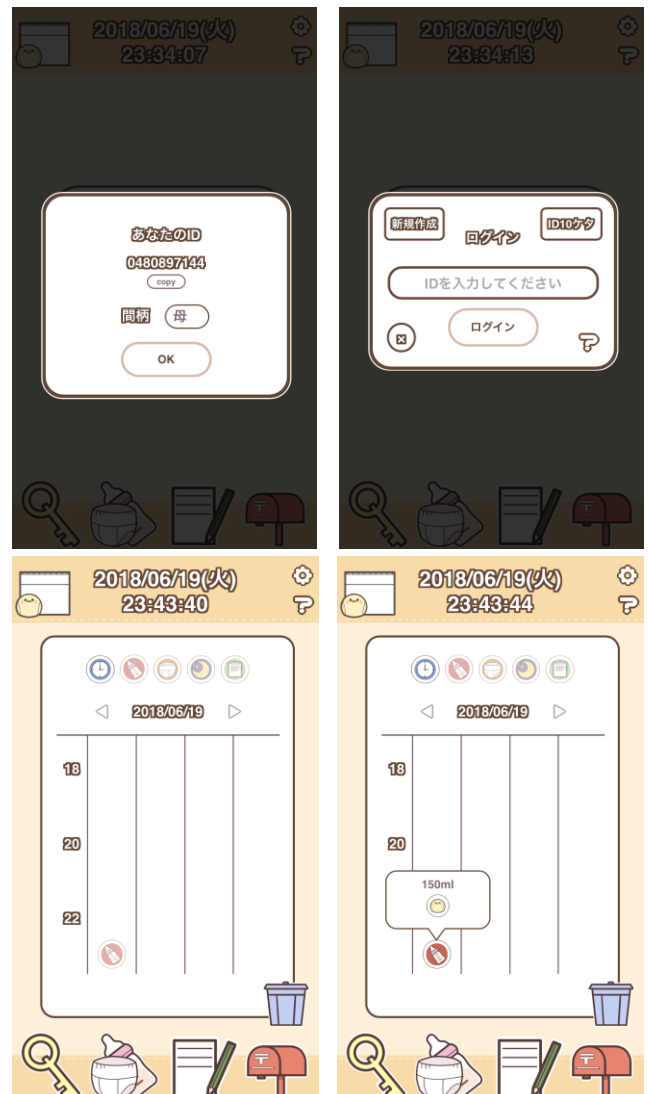 2018/06/19(火)
23:34:07
あなたのID
0480897144
copy
間柄
母
OK
2018/06/19(火)
23:34:13
新規作成
ID10ケタ
ログイン
IDを入力してください
ログイン
2018/06/19(火)
23:43:40
2018/06/19
18
20
22
2018/06/19(火)
23:43:44
2018/06/19
18
20
150ml